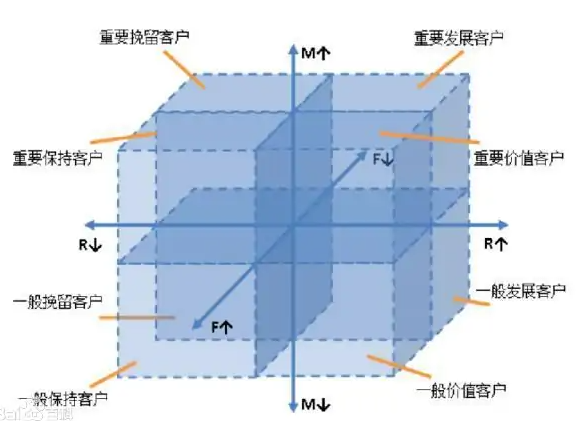 重要挽留客户
M↑
重要发展客户
重要保持客户
F↓
重要价值客户
R↓
R↑
一般挽留客户
F↑
一般发展客户
一般保持客户
M↓
一般价值客户
Bai百科